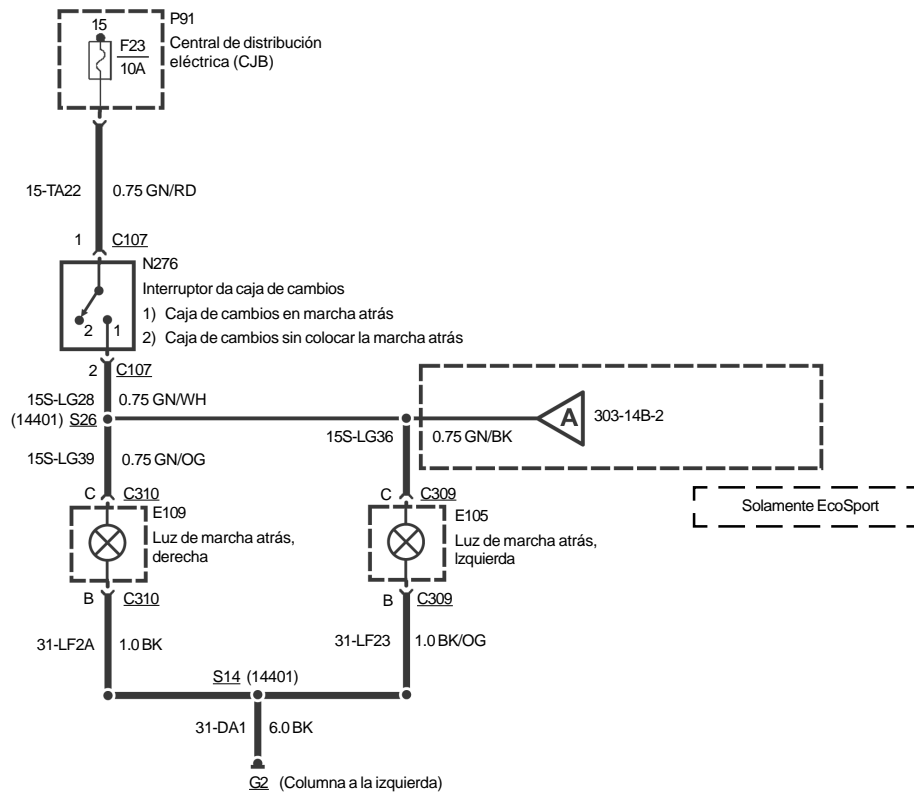 P91
15
F23
10A
Central de distribución
eléctrica (CJB)
15-TA22 0.75 GN/RD
1 C107
N276
Interruptor da caja de cambios
1) Caja de cambios en marcha atrás
2) Caja de cambios sin colocar la marcha atrás
2 1
2 C107
15S-LG28 0.75 GN/WH
(14401) S26
A 303-14B-2
15S-LG36 0.75 GN/BK
15S-LG39 0.75 GN/OG
C C310
C C309
Solamente EcoSport
E109
Luz de marcha atrás,
derecha
E105
Luz de marcha atrás,
Izquierda
B C310
B C309
31-LF2A 1.0 BK
31-LF23 1.0 BK/OG
S14 (14401)
31-DA1 6.0 BK
G2 (Columna a la izquierda)